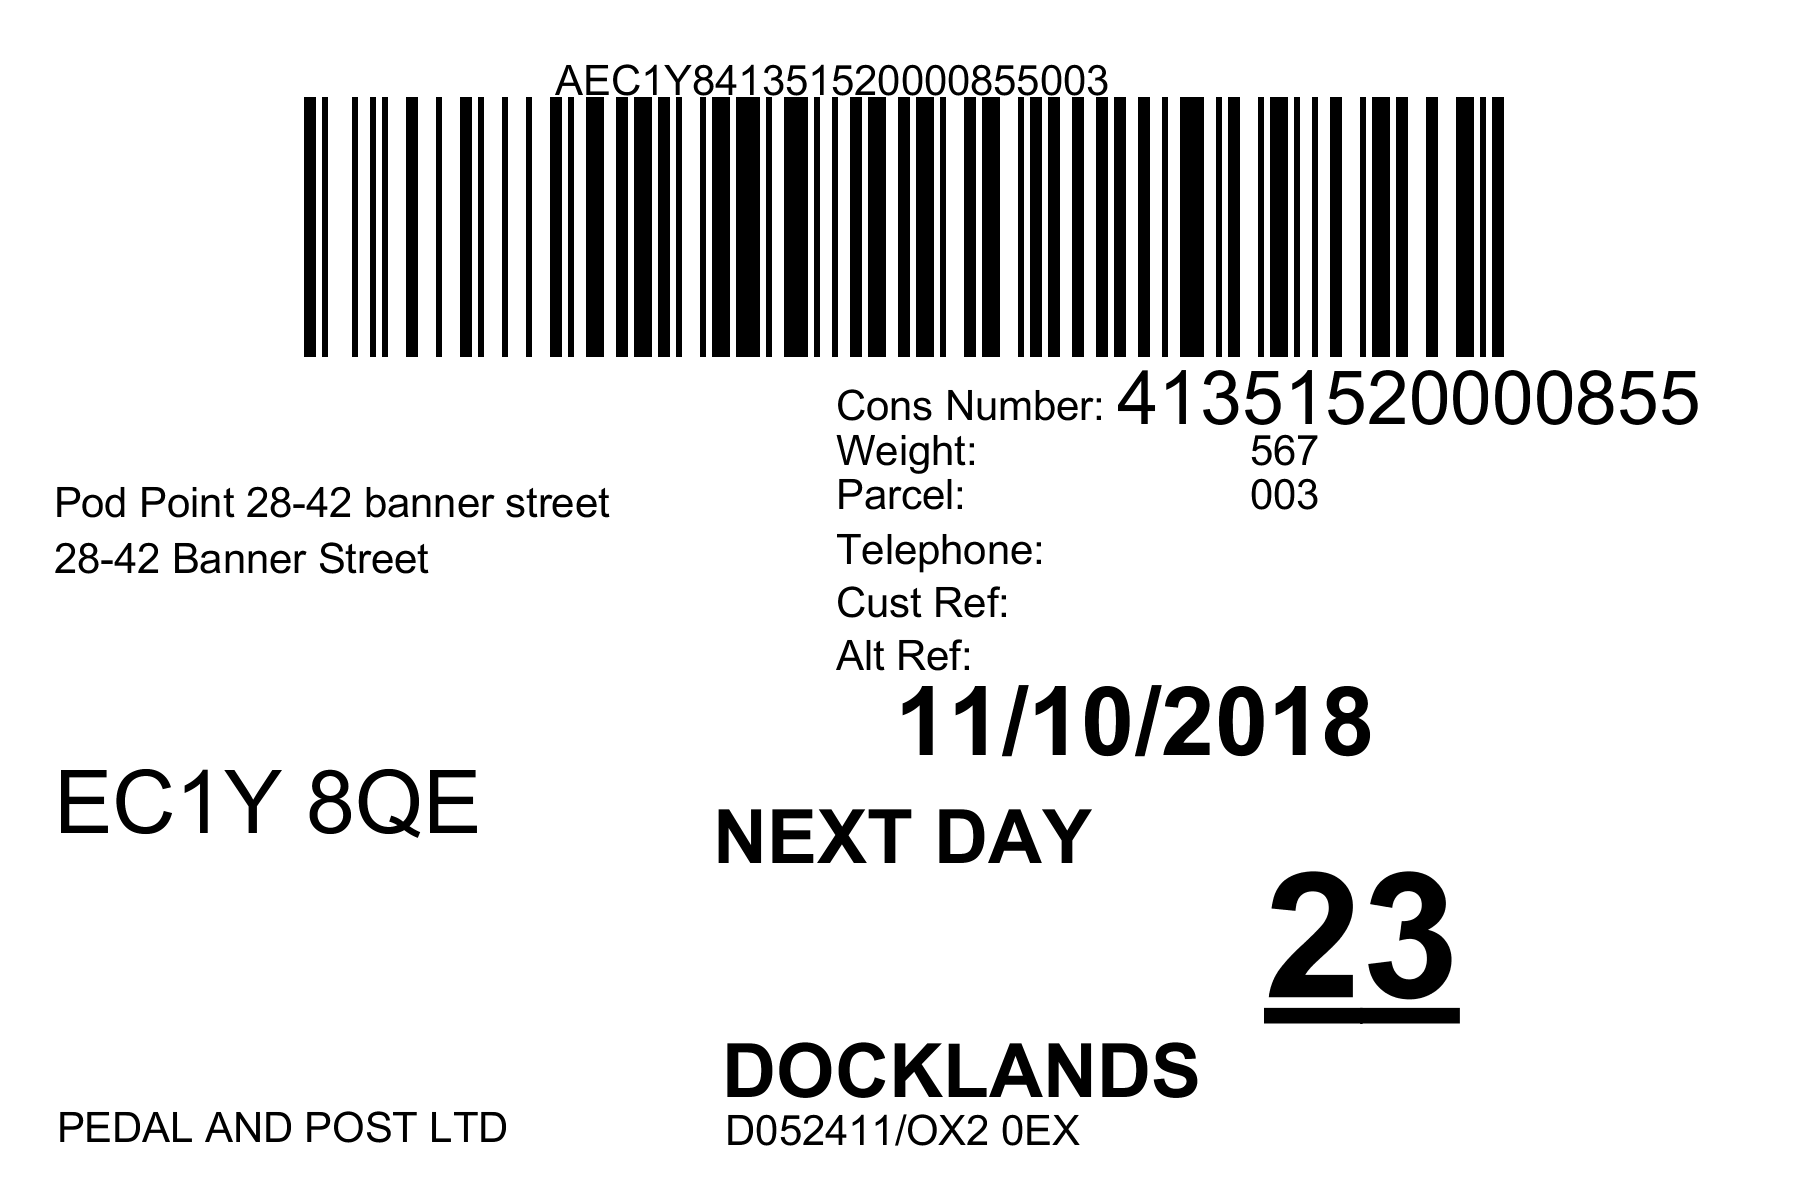 AEC1Y841351520000855003
Cons Number: 41351520000855
Weight: 567
Parcel: 003
Telephone:
Cust Ref:
Alt Ref:
Pod Point 28-42 banner street
28-42 Banner Street
11/10/2018
EC1Y 8QE
NEXT DAY
23
DOCKLANDS
PEDAL AND POST LTD
D052411/OX2 0EX